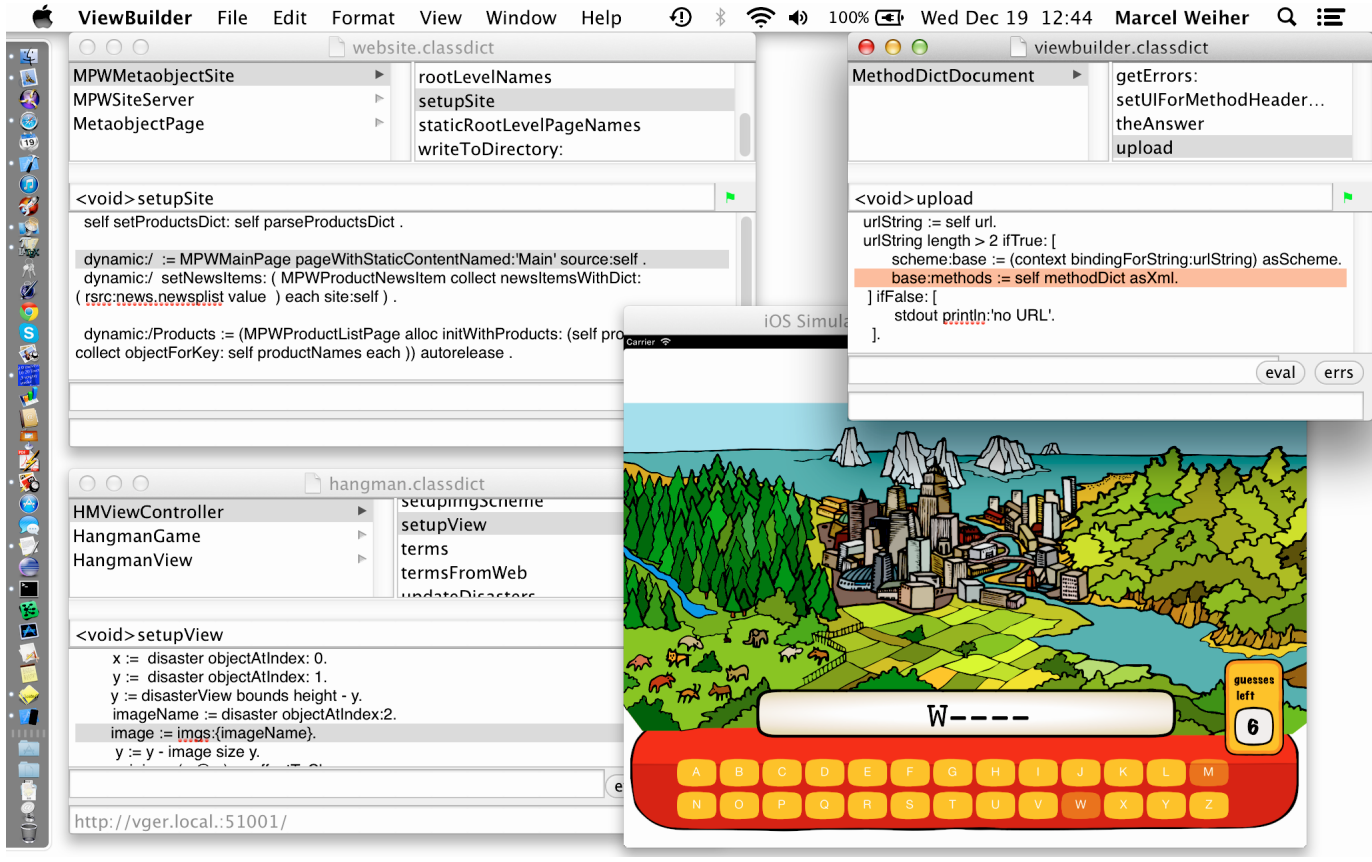 ViewBuilder File Edit Format View Window Help 100% Wed Dec 19 12:44 Marcel Weiher
website.classdict
MPWMetaobjectSite
MPWSiteServer
MetaobjectPage
rootLevelNames
setupSite
staticRootLevelPageNames
writeToDirectory:
<void>setupSite
self setProductsDict: self parseProductsDict .
dynamic:/ := MPWMainPage pageWithStaticContentNamed:'Main' source:self .
dynamic:/ setNewsItems: ( MPWProductNewsItem collect newsItemsWithDict:
( rsrc:news.newsplist value ) each site:self ) .
dynamic:/Products := (MPWProductListPage alloc initWithProducts: (self pro
collect objectForKey: self productNames each )) autorelease .
viewbuilder.classdict
MethodDictDocument
getErrors:
setUIForMethodHeader...
theAnswer
upload
<void>upload
urlString := self url.
urlString length > 2 ifTrue: [
scheme:base := (context bindingForString:urlString) asScheme.
base:methods := self methodDict asXml.
] ifFalse: [
stdout println:'no URL'.
].
eval errs
hangman.classdict
HMViewController
HangmanGame
HangmanView
setupImgScheme
setupView
terms
termsFromWeb
updateDisasters
<void>setupView
x := disaster objectAtIndex: 0.
y := disaster objectAtIndex: 1.
y := disasterView bounds height - y.
imageName := disaster objectAtIndex:2.
image := imgs:{imageName}.
y := y - image size y.
e
http://vger.local.:51001/
iOS Simula
Carrier
guesses
left
6
W----
A B C D E F G H I J K L M
N O P Q R S T U V W X Y Z
19